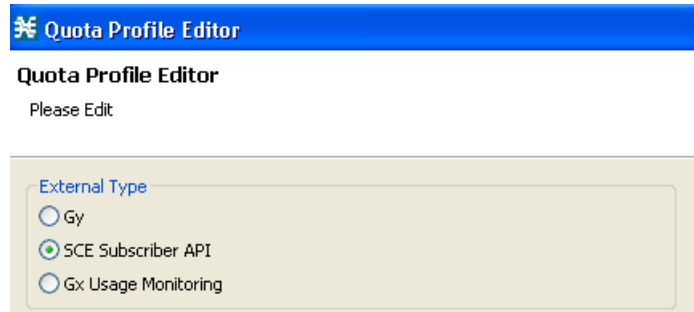 Quota Profile Editor
Quota Profile Editor
Please Edit
External Type
Gy
SCE Subscriber API
Gx Usage Monitoring